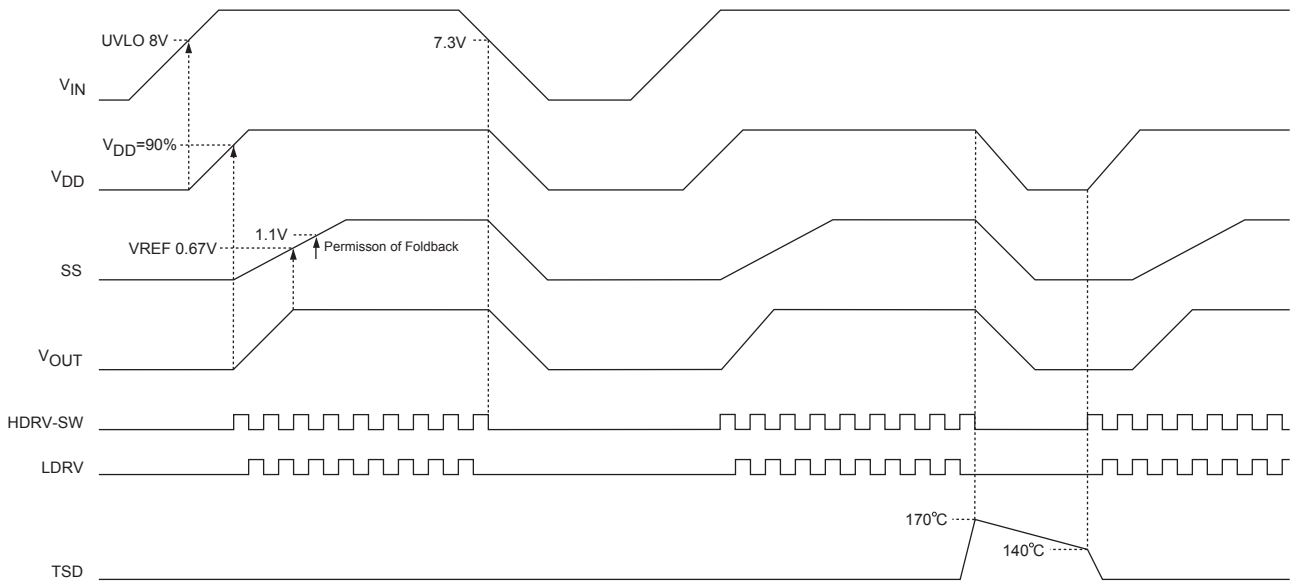 UVLO 8V
7.3V
VIN
VDD=90%
VDD
1.1V
VREF 0.67V
Permisson of Foldback
SS
VOUT
HDRV-SW
LDRV
170°C
140°C
TSD